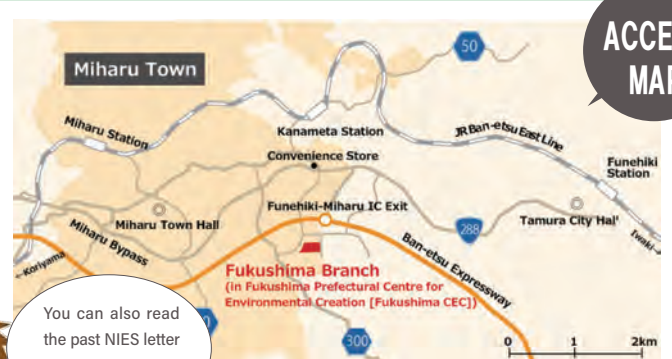 ACCE
MA
50
Miharu Town
Miharu Station
Kanameta Station
JR Ban-etsu East Line
Convenience Store
Funehiki
Station
Funehiki-Miharu IC Exit
Miharu Town Hall
288
Tamura City Hal'
Miharu Bypass
Iwaki→
←Koriyama
Ban-etsu Expressway
Fukushima Branch
(in Fukushima Prefectural Centre for
Environmental Creation [Fukushima CEC])
You can also read
the past NIES letter
300
0 1 2km